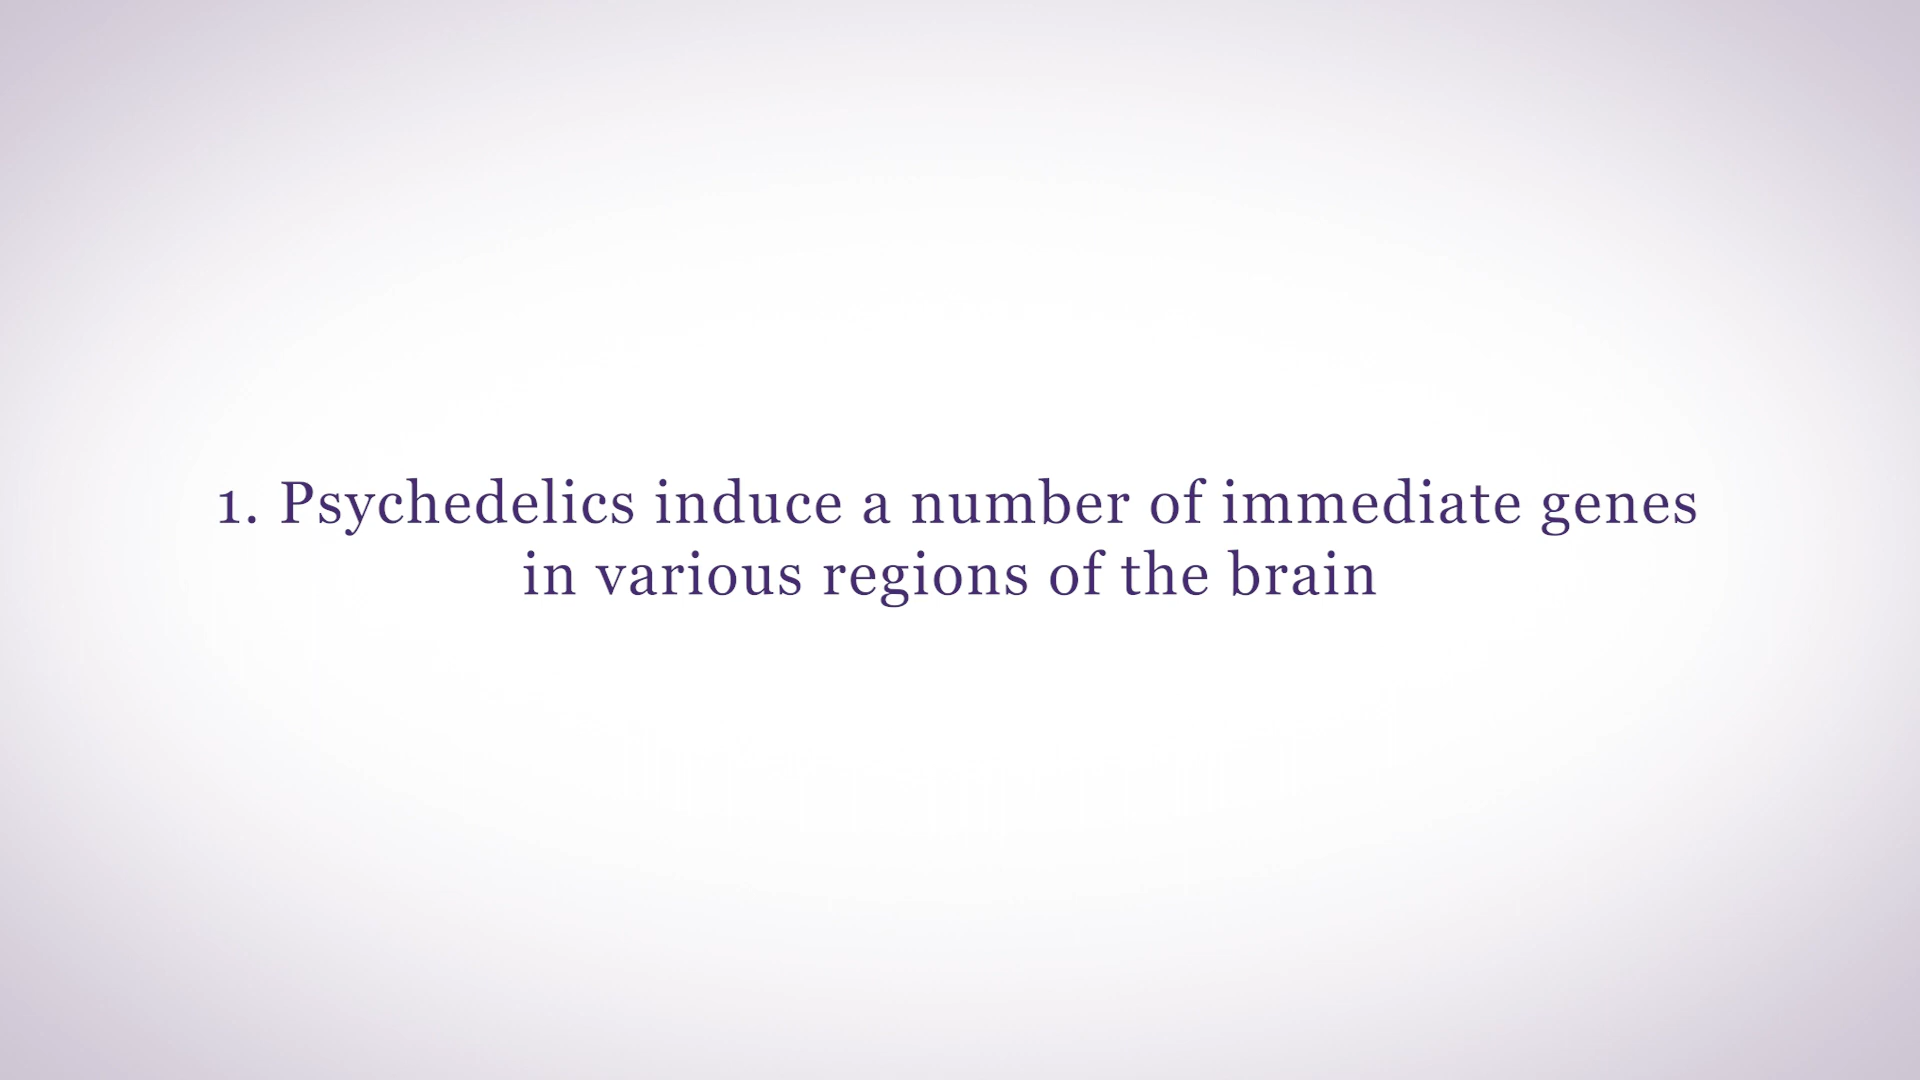 1. Psychedelics induce a number of immediate genes
in various regions of the brain